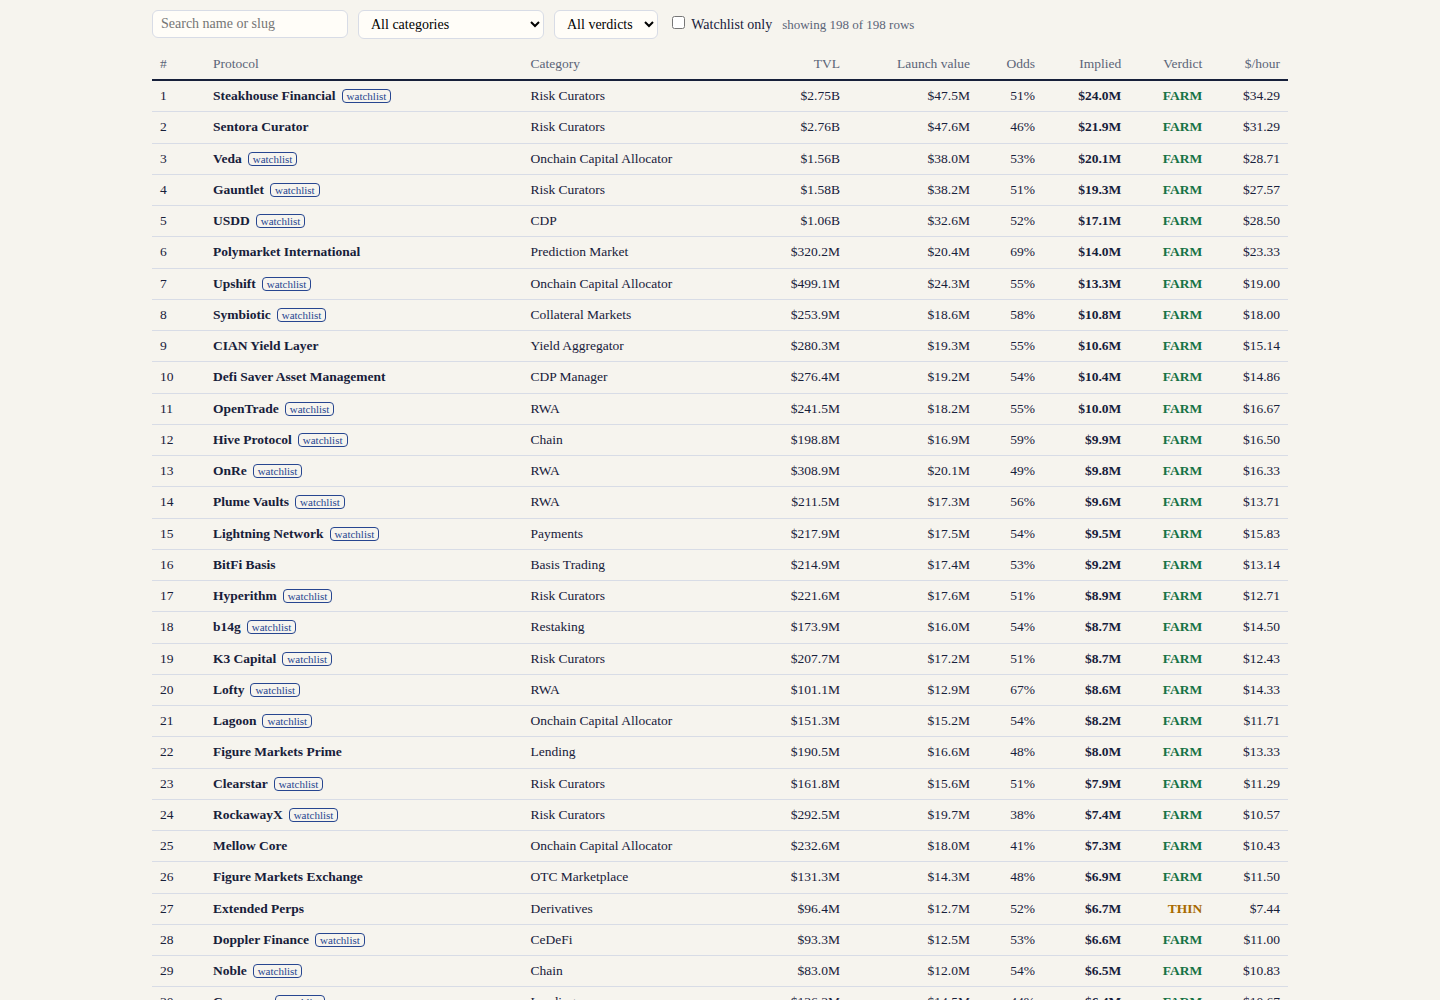 Search name or slug All categories All verdicts Watchlist only showing 198 of 198 rows
# Protocol Category TVL Launch value Odds Implied Verdict $/hour
1 Steakhouse Financial watchlist Risk Curators $2.75B $47.5M 51% $24.0M FARM $34.29
2 Sentora Curator Risk Curators $2.76B $47.6M 46% $21.9M FARM $31.29
3 Veda watchlist Onchain Capital Allocator $1.56B $38.0M 53% $20.1M FARM $28.71
4 Gauntlet watchlist Risk Curators $1.58B $38.2M 51% $19.3M FARM $27.57
5 USDD watchlist CDP $1.06B $32.6M 52% $17.1M FARM $28.50
6 Polymarket International Prediction Market $320.2M $20.4M 69% $14.0M FARM $23.33
7 Upshift watchlist Onchain Capital Allocator $499.1M $24.3M 55% $13.3M FARM $19.00
8 Symbiotic watchlist Collateral Markets $253.9M $18.6M 58% $10.8M FARM $18.00
9 CIAN Yield Layer Yield Aggregator $280.3M $19.3M 55% $10.6M FARM $15.14
10 Defi Saver Asset Management CDP Manager $276.4M $19.2M 54% $10.4M FARM $14.86
11 OpenTrade watchlist RWA $241.5M $18.2M 55% $10.0M FARM $16.67
12 Hive Protocol watchlist Chain $198.8M $16.9M 59% $9.9M FARM $16.50
13 OnRe watchlist RWA $308.9M $20.1M 49% $9.8M FARM $16.33
14 Plume Vaults watchlist RWA $211.5M $17.3M 56% $9.6M FARM $13.71
15 Lightning Network watchlist Payments $217.9M $17.5M 54% $9.5M FARM $15.83
16 BitFi Basis Basis Trading $214.9M $17.4M 53% $9.2M FARM $13.14
17 Hyperithm watchlist Risk Curators $221.6M $17.6M 51% $8.9M FARM $12.71
18 b14g watchlist Restaking $173.9M $16.0M 54% $8.7M FARM $14.50
19 K3 Capital watchlist Risk Curators $207.7M $17.2M 51% $8.7M FARM $12.43
20 Lofty watchlist RWA $101.1M $12.9M 67% $8.6M FARM $14.33
21 Lagoon watchlist Onchain Capital Allocator $151.3M $15.2M 54% $8.2M FARM $11.71
22 Figure Markets Prime Lending $190.5M $16.6M 48% $8.0M FARM $13.33
23 Clearstar watchlist Risk Curators $161.8M $15.6M 51% $7.9M FARM $11.29
24 RockawayX watchlist Risk Curators $292.5M $19.7M 38% $7.4M FARM $10.57
25 Mellow Core Onchain Capital Allocator $232.6M $18.0M 41% $7.3M FARM $10.43
26 Figure Markets Exchange OTC Marketplace $131.3M $14.3M 48% $6.9M FARM $11.50
27 Extended Perps Derivatives $96.4M $12.7M 52% $6.7M THIN $7.44
28 Doppler Finance watchlist CeDeFi $93.3M $12.5M 53% $6.6M FARM $11.00
29 Noble watchlist Chain $83.0M $12.0M 54% $6.5M FARM $10.83